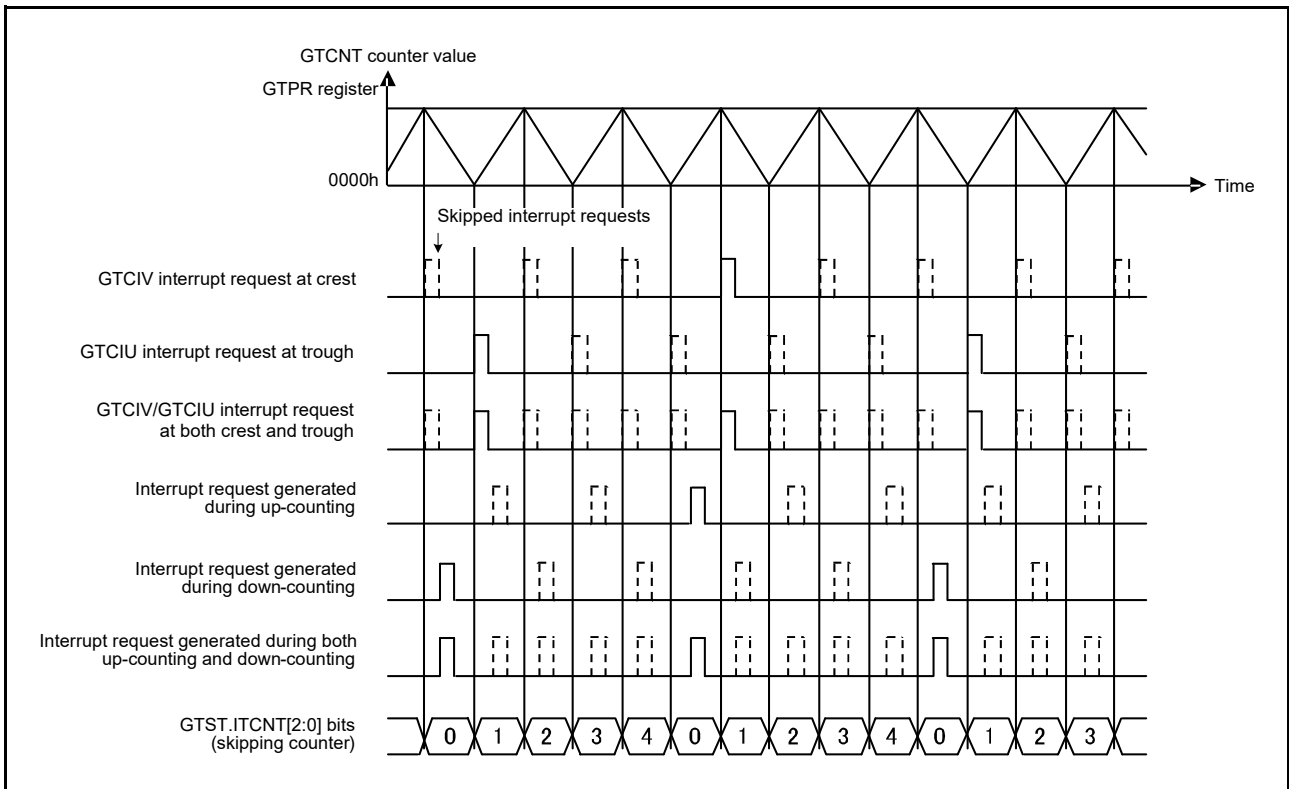 GTCNT counter value
GTPR register
0000h
Time
Skipped interrupt requests
GTCIV interrupt request at crest
GTCIU interrupt request at trough
GTCIV/GTCIU interrupt request
at both crest and trough
Interrupt request generated
during up-counting
Interrupt request generated
during down-counting
Interrupt request generated during both
up-counting and down-counting
GTST.ITCNT[2:0] bits
(skipping counter)
0 1 2 3 4 0 1 2 3 4 0 1 2 3